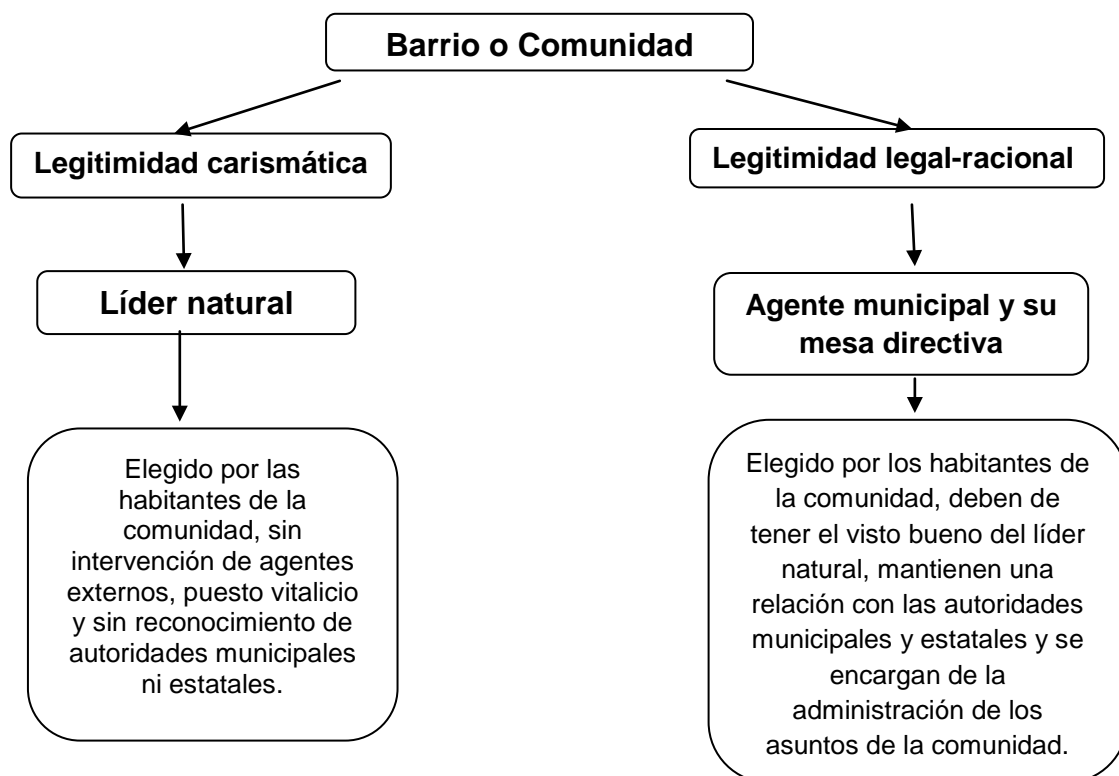 Barrio o Comunidad
Legitimidad carismática
Legitimidad legal-racional
Líder natural
Agente municipal y su
mesa directiva
Elegido por las
habitantes de la
comunidad, sin
intervención de agentes
externos, puesto vitalicio
y sin reconocimiento de
autoridades municipales
ni estatales.
Elegido por los habitantes de
la comunidad, deben de
tener el visto bueno del líder
natural, mantienen una
relación con las autoridades
municipales y estatales y se
encargan de la
administración de los
asuntos de la comunidad.